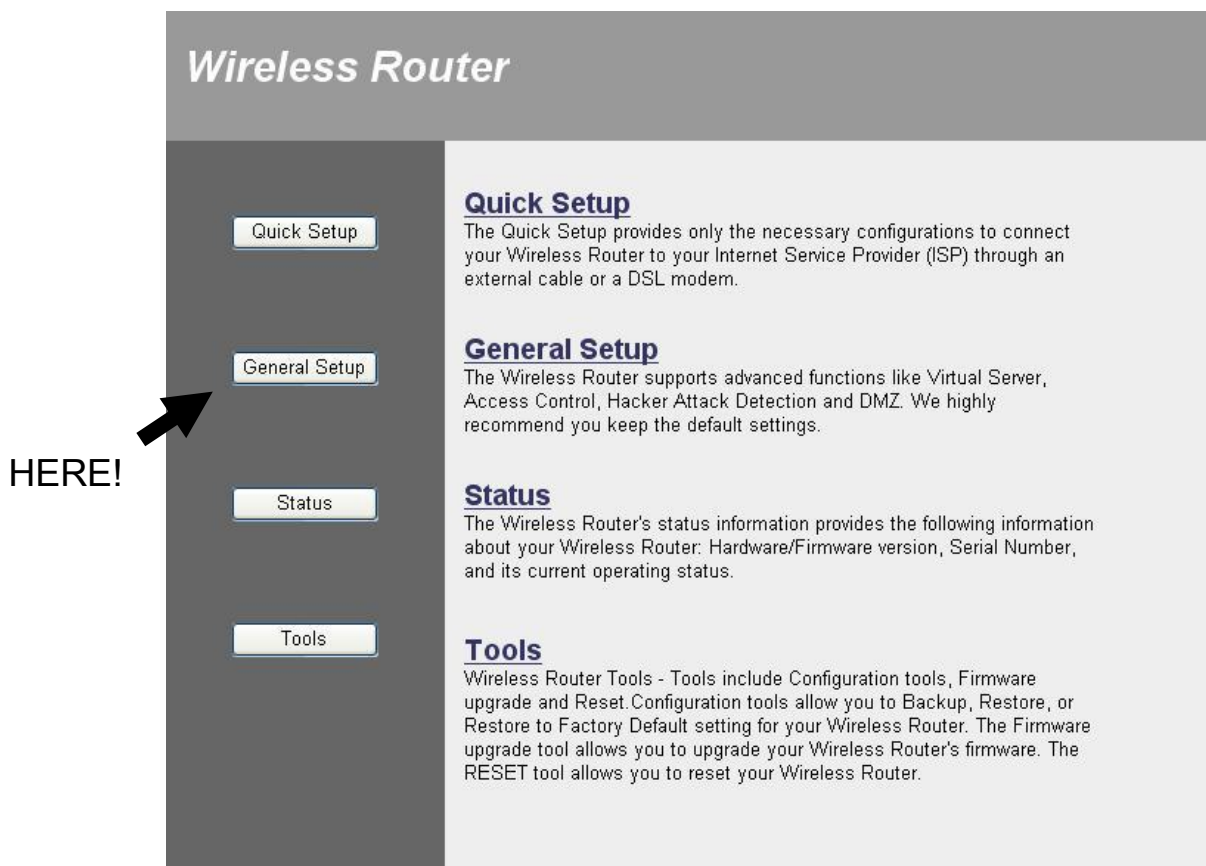 Wireless Router
Quick Setup
Quick Setup
The Quick Setup provides only the necessary configurations to connect
your Wireless Router to your Internet Service Provider (ISP) through an
external cable or a DSL modem.
General Setup
General Setup
The Wireless Router supports advanced functions like Virtual Server,
Access Control, Hacker Attack Detection and DMZ. We highly
recommend you keep the default settings.
HERE!
Status
Status
The Wireless Router's status information provides the following information
about your Wireless Router: Hardware/Firmware version, Serial Number,
and its current operating status.
Tools
Tools
Wireless Router Tools - Tools include Configuration tools, Firmware
upgrade and Reset.Configuration tools allow you to Backup, Restore, or
Restore to Factory Default setting for your Wireless Router. The Firmware
upgrade tool allows you to upgrade your Wireless Router's firmware. The
RESET tool allows you to reset your Wireless Router.